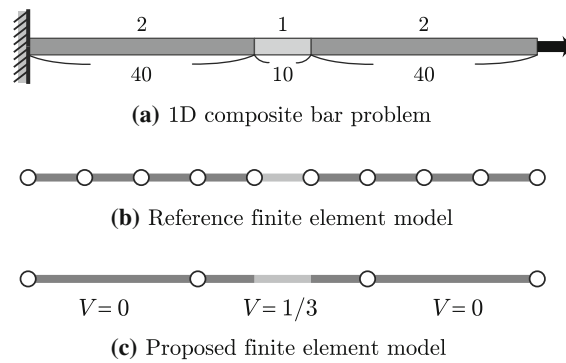 2 1 2
40 10 40
(a) 1D composite bar problem
(b) Reference finite element model
V = 0 V = 1/3 V = 0
(c) Proposed finite element model